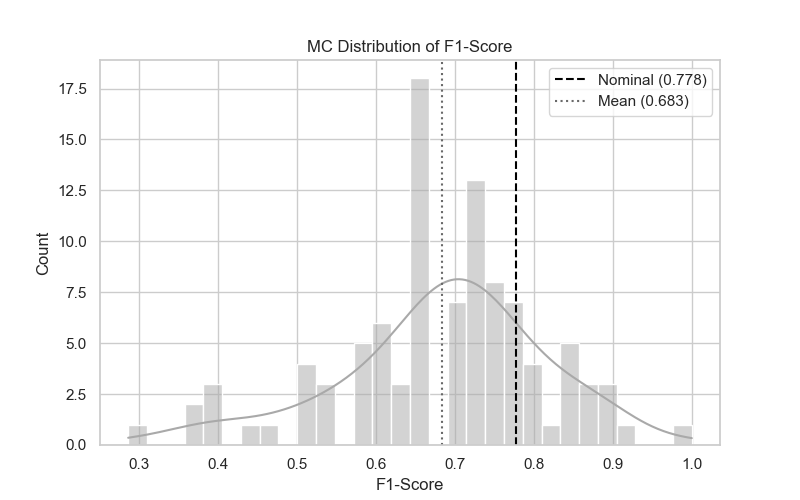 MC Distribution of F1-Score
Nominal (0.778)
Mean (0.683)
Count
17.5
15.0
12.5
10.0
7.5
5.0
2.5
0.0
0.3 0.4 0.5 0.6 0.7 0.8 0.9 1.0
F1-Score